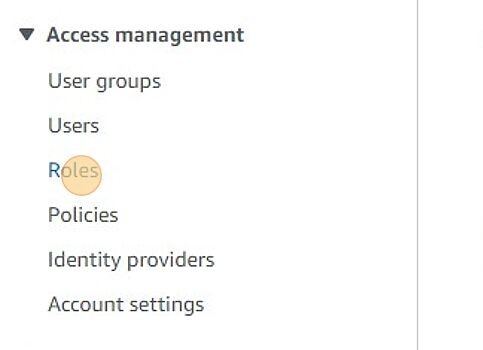 Access management
User groups
Users
Roles
Policies
Identity providers
Account settings